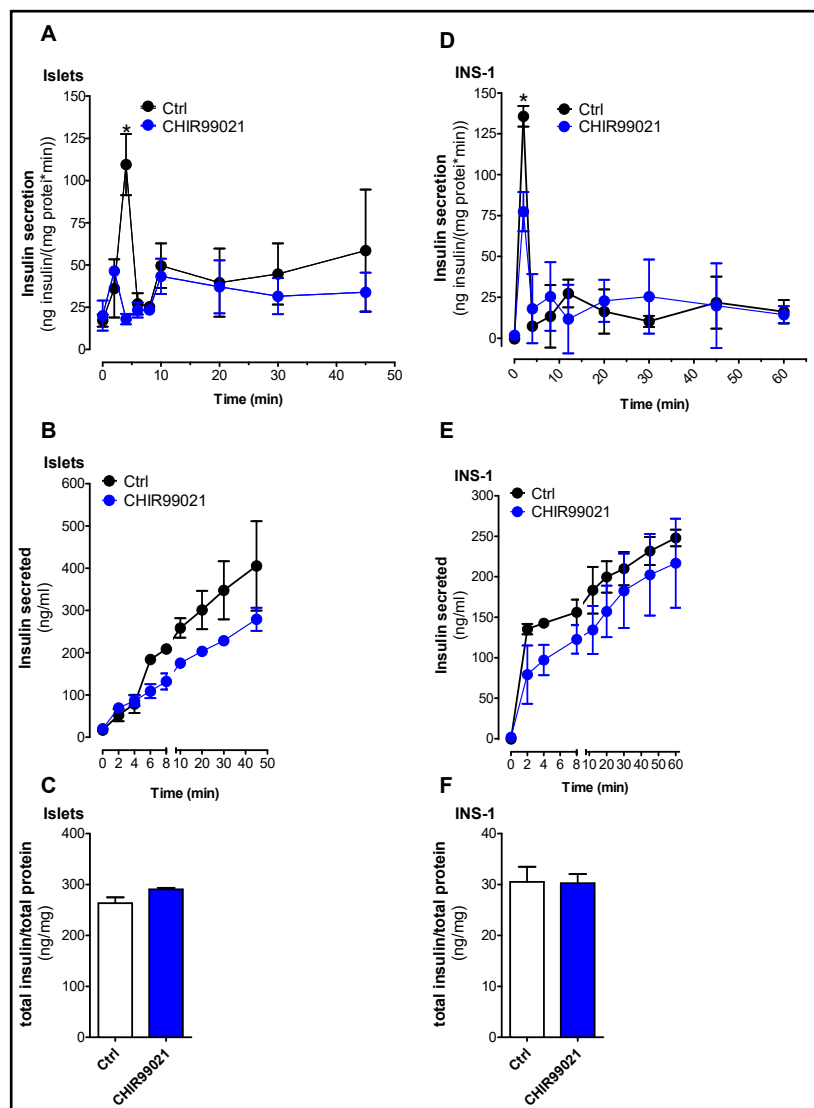 A
Islets
Insulin secretion
(ng insulin/(mg protei*min))
150
125
100
75
50
25
0
*
Ctrl
CHIR99021
0 10 20 30 40 50
Time (min)
D
INS-1
Insulin secretion
(ng insulin/(mg protei*min))
150
125
100
75
50
25
0
*
Ctrl
CHIR99021
0 10 20 30 40 50 60
Time (min)
B
Islets
Insulin secreted
(ng/ml)
600
500
400
300
200
100
0
Ctrl
CHIR99021
0 2 4 6 8 10 20 30 40 50
Time (min)
E
INS-1
Insulin secreted
(ng/ml)
300
250
200
150
100
50
0
Ctrl
CHIR99021
0 2 4 8 10 20 30 40 50 60
Time (min)
C
Islets
total insulin/total protein
(ng/mg)
400
300
200
100
0
Ctrl
CHIR99021
F
INS-1
total insulin/total protein
(ng/mg)
40
30
20
10
0
Ctrl
CHIR99021